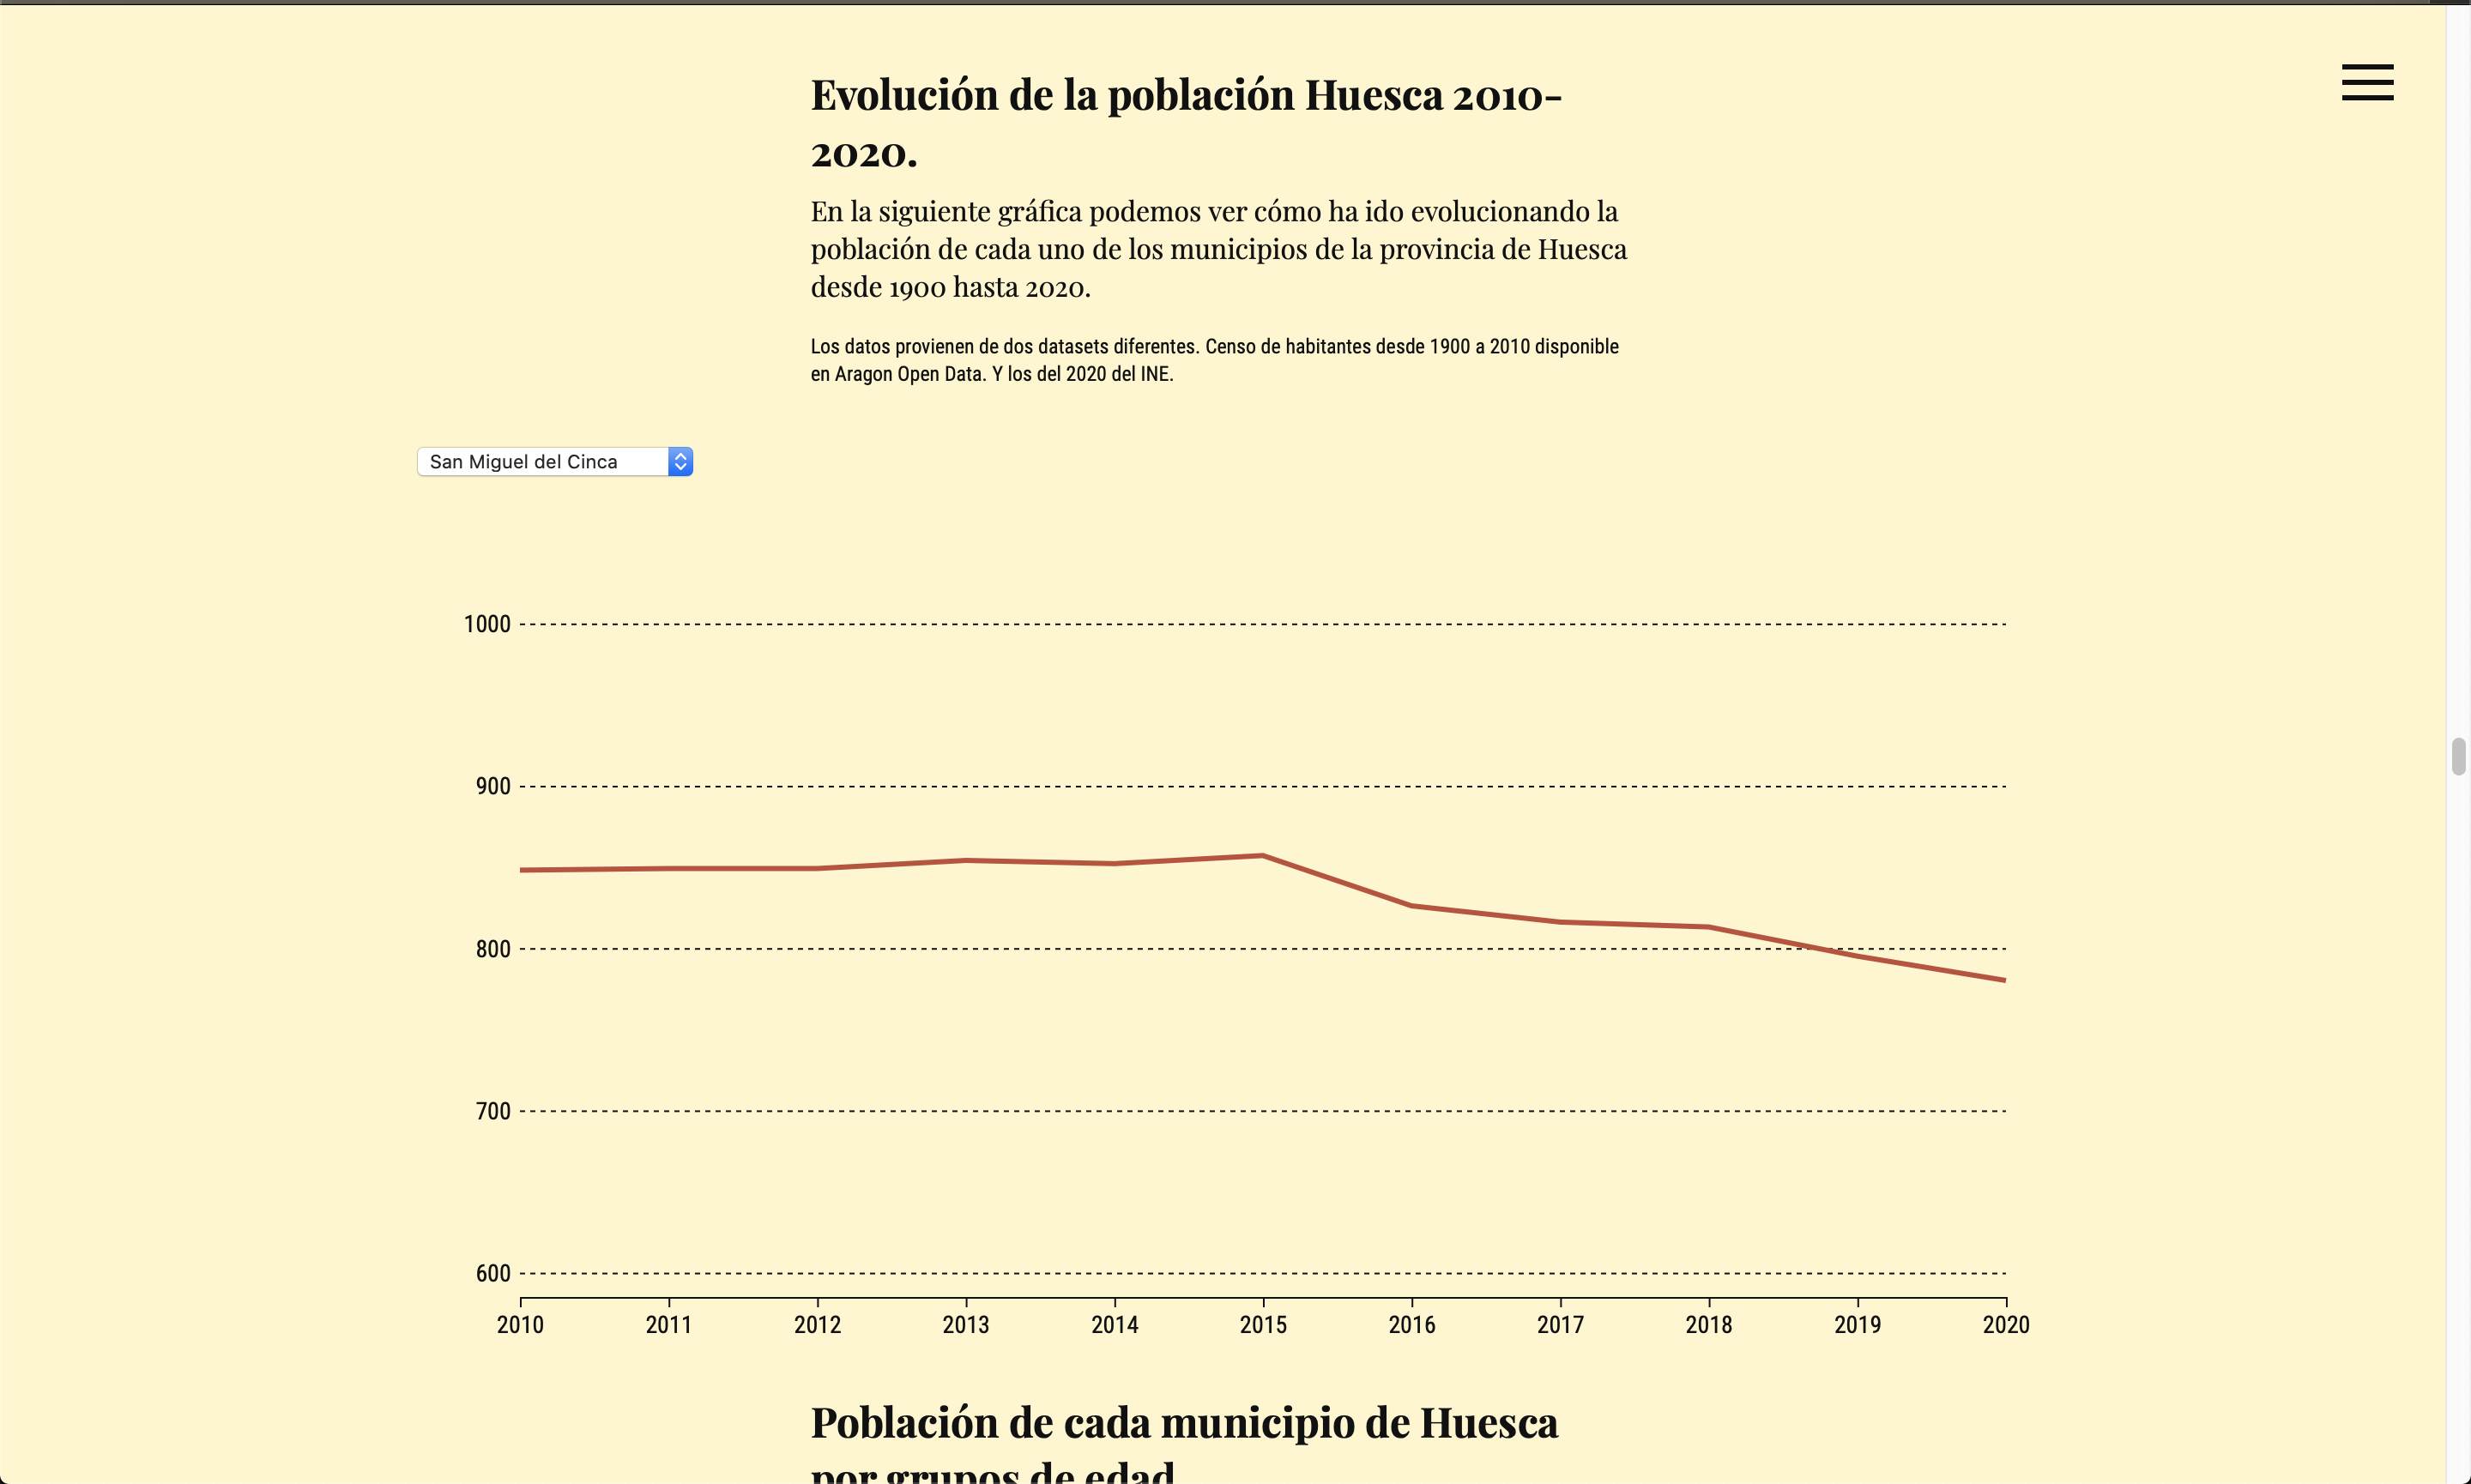 Evolución de la población Huesca 2010-
2020.
En la siguiente gráfica podemos ver cómo ha ido evolucionando la
población de cada uno de los municipios de la provincia de Huesca
desde 1900 hasta 2020.
Los datos provienen de dos datasets diferentes. Censo de habitantes desde 1900 a 2010 disponible
en Aragon Open Data. Y los del 2020 del INE.
San Miguel del Cinca
1000
900
800
700
600
2010 2011 2012 2013 2014 2015 2016 2017 2018 2019 2020
Población de cada municipio de Huesca
por grupos de edad